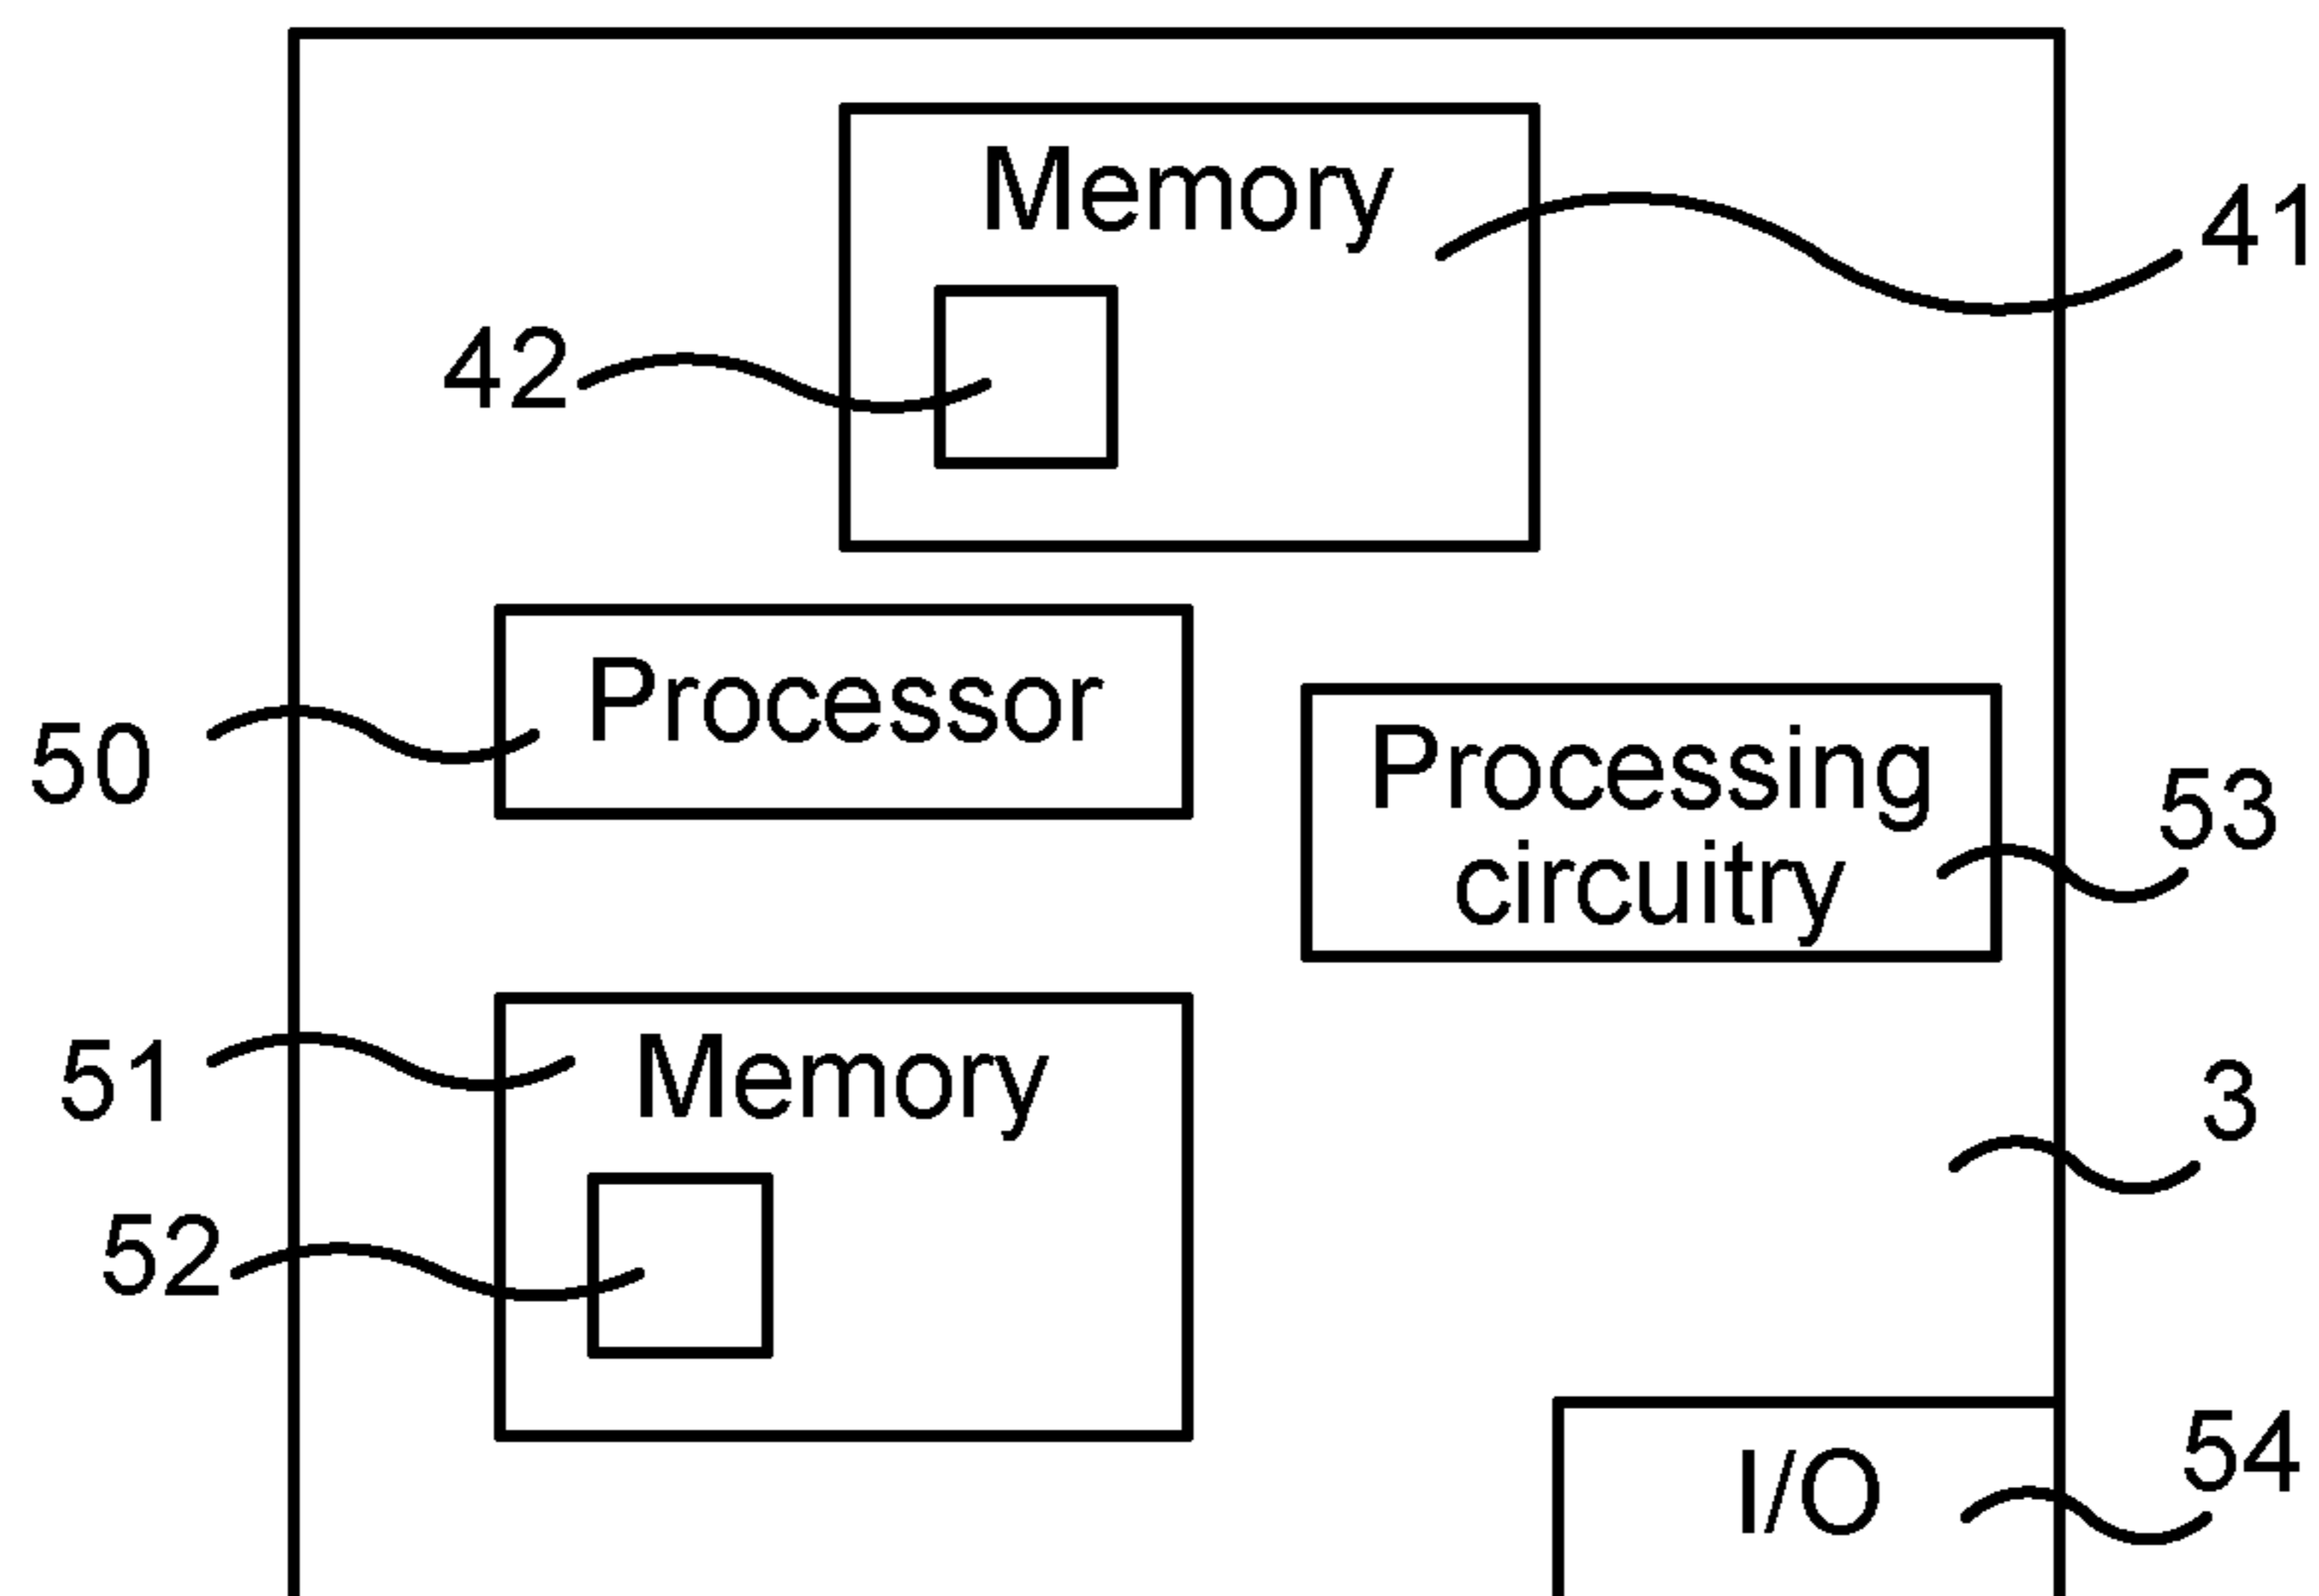 Memory
41
42
Processor
50
Processing
circuitry
53
Memory
51
3
52
I/O
54